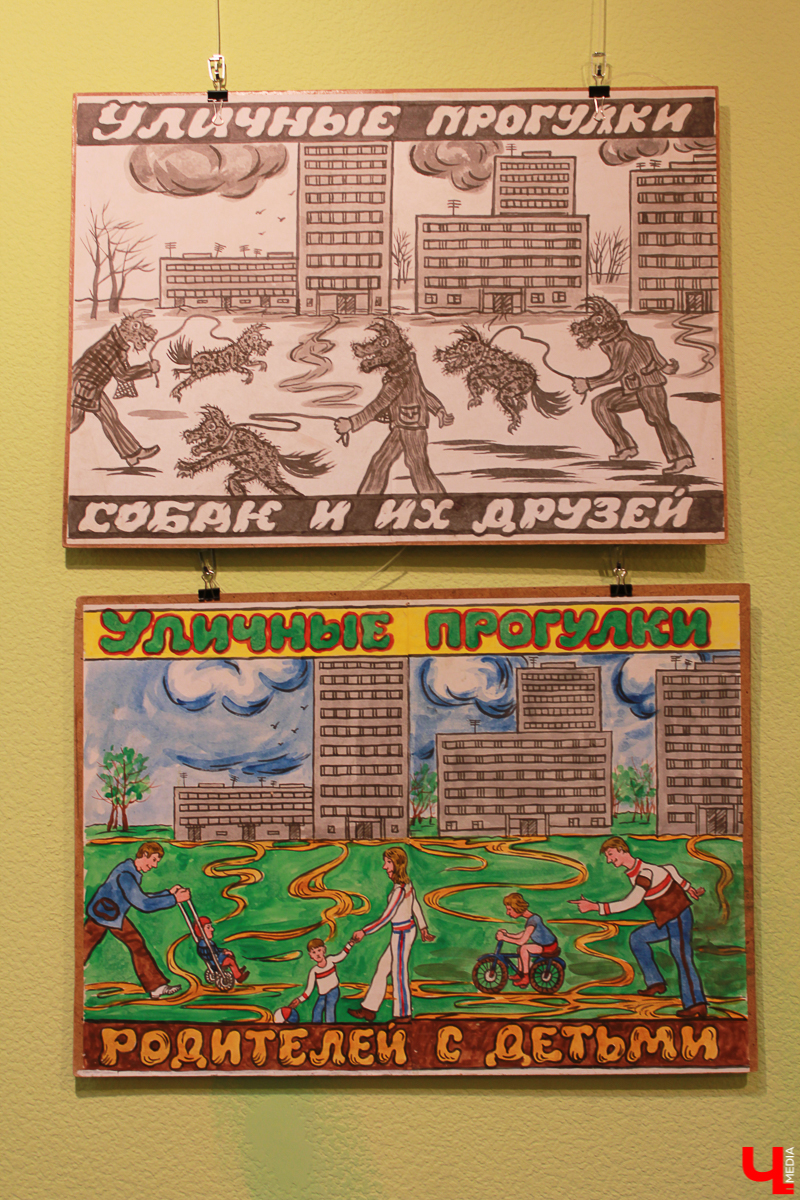 Уличные прогулки
собак и их друзей
Уличные прогулки
родителей с детьми
Ч.
MEDIA